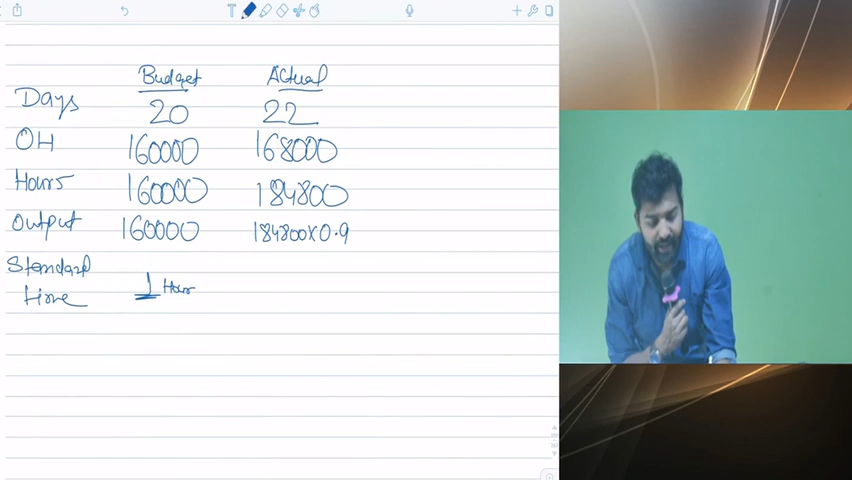 Budget Actual
Days 20 22
OH 160000 168000
Hours 160000 184800
Output 160000 184800x0.9
Standard
time 1 Hour